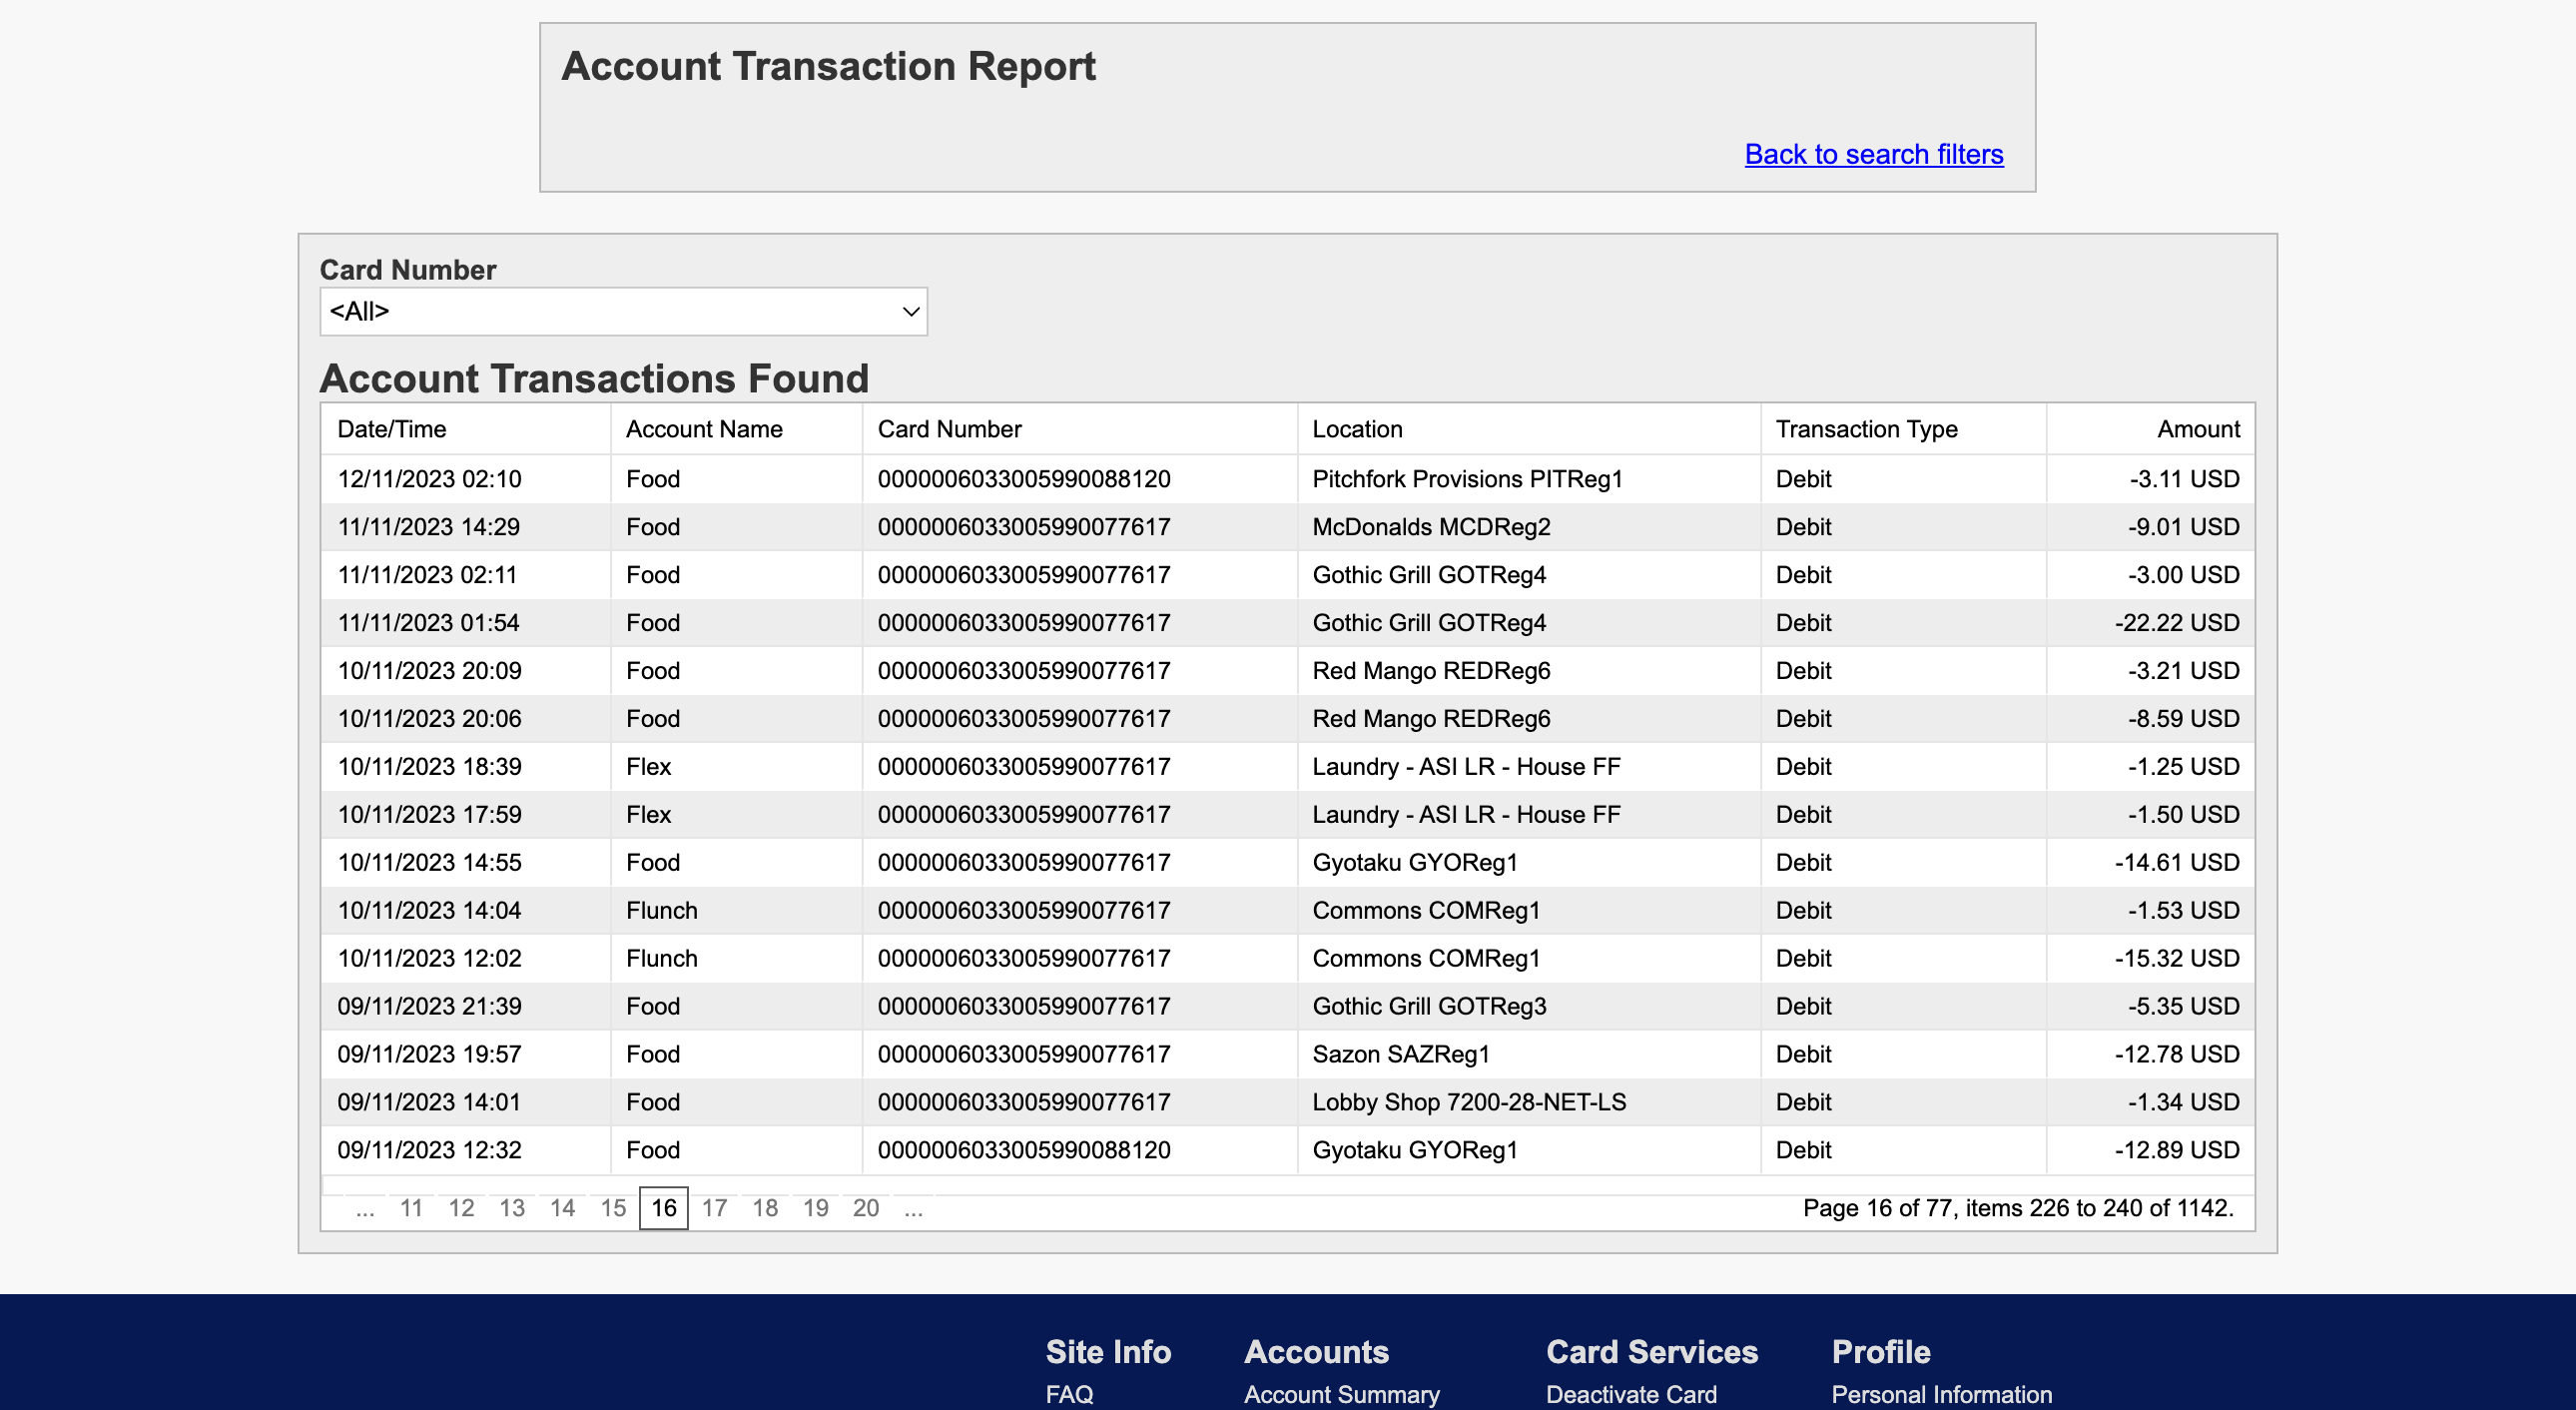 Account Transaction Report
Back to search filters
Card Number
<All>
Account Transactions Found
Date/Time Account Name Card Number Location Transaction Type Amount
12/11/2023 02:10 Food 0000006033005990088120 Pitchfork Provisions PITReg1 Debit -3.11 USD
11/11/2023 14:29 Food 0000006033005990077617 McDonalds MCDReg2 Debit -9.01 USD
11/11/2023 02:11 Food 0000006033005990077617 Gothic Grill GOTReg4 Debit -3.00 USD
11/11/2023 01:54 Food 0000006033005990077617 Gothic Grill GOTReg4 Debit -22.22 USD
10/11/2023 20:09 Food 0000006033005990077617 Red Mango REDReg6 Debit -3.21 USD
10/11/2023 20:06 Food 0000006033005990077617 Red Mango REDReg6 Debit -8.59 USD
10/11/2023 18:39 Flex 0000006033005990077617 Laundry - ASI LR - House FF Debit -1.25 USD
10/11/2023 17:59 Flex 0000006033005990077617 Laundry - ASI LR - House FF Debit -1.50 USD
10/11/2023 14:55 Food 0000006033005990077617 Gyotaku GYOReg1 Debit -14.61 USD
10/11/2023 14:04 Flunch 0000006033005990077617 Commons COMReg1 Debit -1.53 USD
10/11/2023 12:02 Flunch 0000006033005990077617 Commons COMReg1 Debit -15.32 USD
09/11/2023 21:39 Food 0000006033005990077617 Gothic Grill GOTReg3 Debit -5.35 USD
09/11/2023 19:57 Food 0000006033005990077617 Sazon SAZReg1 Debit -12.78 USD
09/11/2023 14:01 Food 0000006033005990077617 Lobby Shop 7200-28-NET-LS Debit -1.34 USD
09/11/2023 12:32 Food 0000006033005990088120 Gyotaku GYOReg1 Debit -12.89 USD
... 11 12 13 14 15 16 17 18 19 20 ... Page 16 of 77, items 226 to 240 of 1142.
Site Info Accounts Card Services Profile
FAQ Account Summary Deactivate Card Personal Information